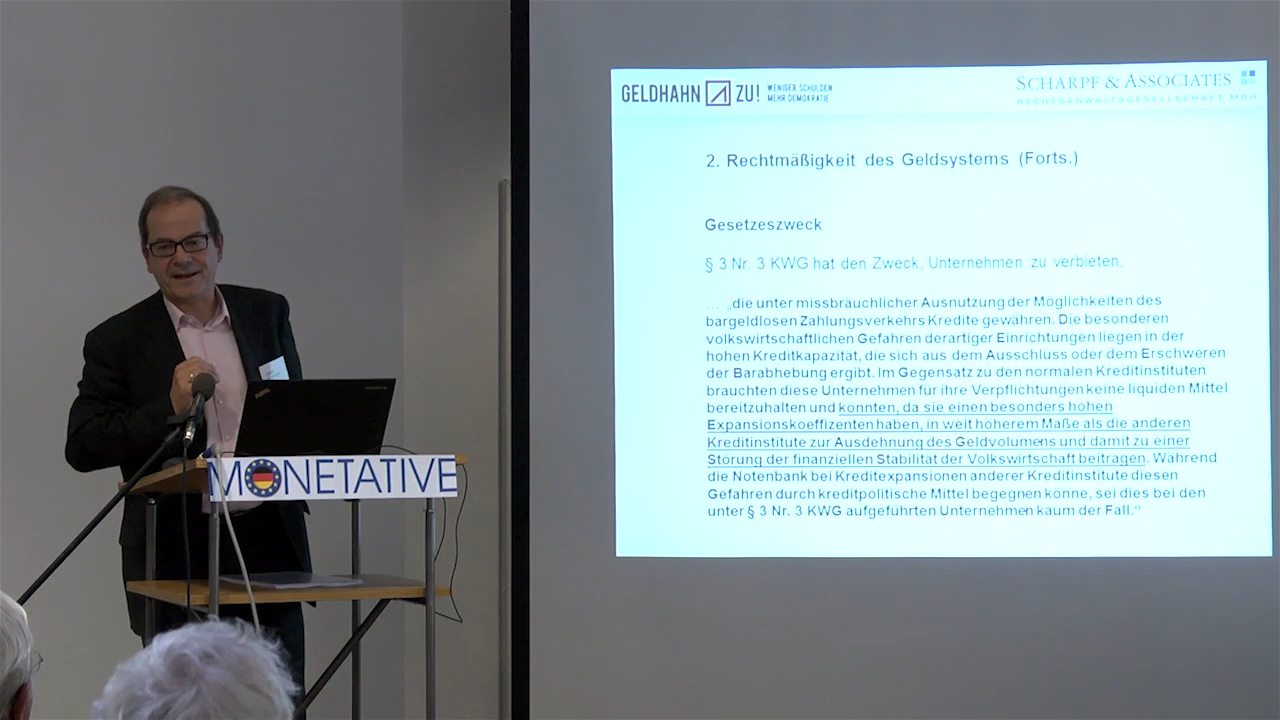 GELDHAHN ZU! WENIGER SCHULDEN
MEHR DEMOKRATIE
SCHARPF & ASSOCIATES
RECHTSANWALTSGESELLSCHAFT MBH
2. Rechtmäßigkeit des Geldsystems (Forts.)
Gesetzeszweck
§ 3 Nr. 3 KWG hat den Zweck, Unternehmen zu verbieten,
… „die unter missbräuchlicher Ausnutzung der Möglichkeiten des
bargeldlosen Zahlungsverkehrs Kredite gewähren. Die besonderen
volkswirtschaftlichen Gefahren derartiger Einrichtungen liegen in der
hohen Kreditkapazität, die sich aus dem Ausschluss oder dem Erschweren
der Barabhebung ergibt. Im Gegensatz zu den normalen Kreditinstituten
brauchten diese Unternehmen für ihre Verpflichtungen keine liquiden Mittel
bereitzuhalten und könnten, da sie einen besonders hohen
Expansionskoeffizenten haben, in weit höherem Maße als die anderen
Kreditinstitute zur Ausdehnung des Geldvolumens und damit zu einer
Störung der finanziellen Stabilität der Volkswirtschaft beitragen. Während
die Notenbank bei Kreditexpansionen anderer Kreditinstitute diesen
Gefahren durch kreditpolitische Mittel begegnen könne, sei dies bei den
unter § 3 Nr. 3 KWG aufgeführten Unternehmen kaum der Fall.“
MONETATIVE